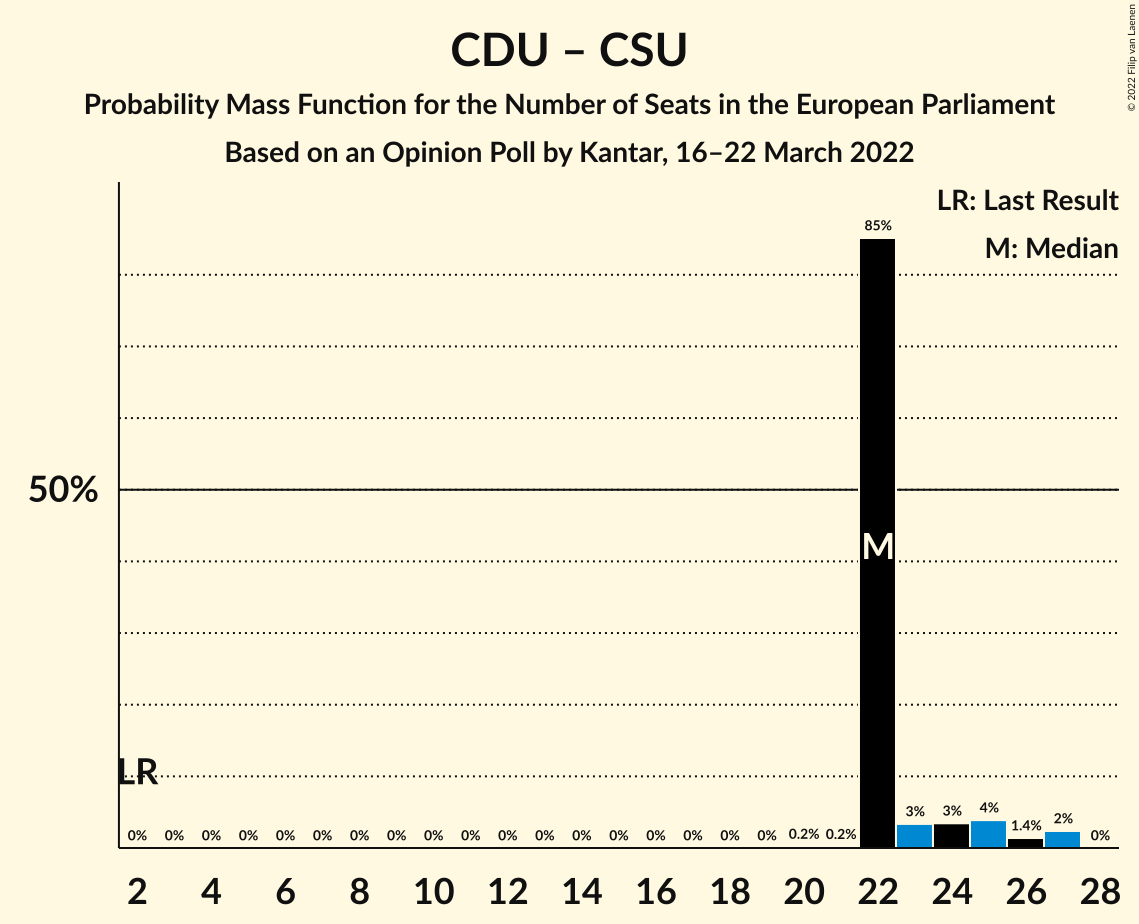 CDU – CSU
Probability Mass Function for the Number of Seats in the European Parliament
Based on an Opinion Poll by Kantar, 16–22 March 2022
© 2022 Filip van Laenen
LR: Last Result
M: Median
85%
50%
M
LR
0% 0% 0% 0% 0% 0% 0% 0% 0% 0% 0% 0% 0% 0% 0% 0% 0% 0% 0.2% 0.2% 3% 3% 4% 1.4% 2% 0%
2 4 6 8 10 12 14 16 18 20 22 24 26 28